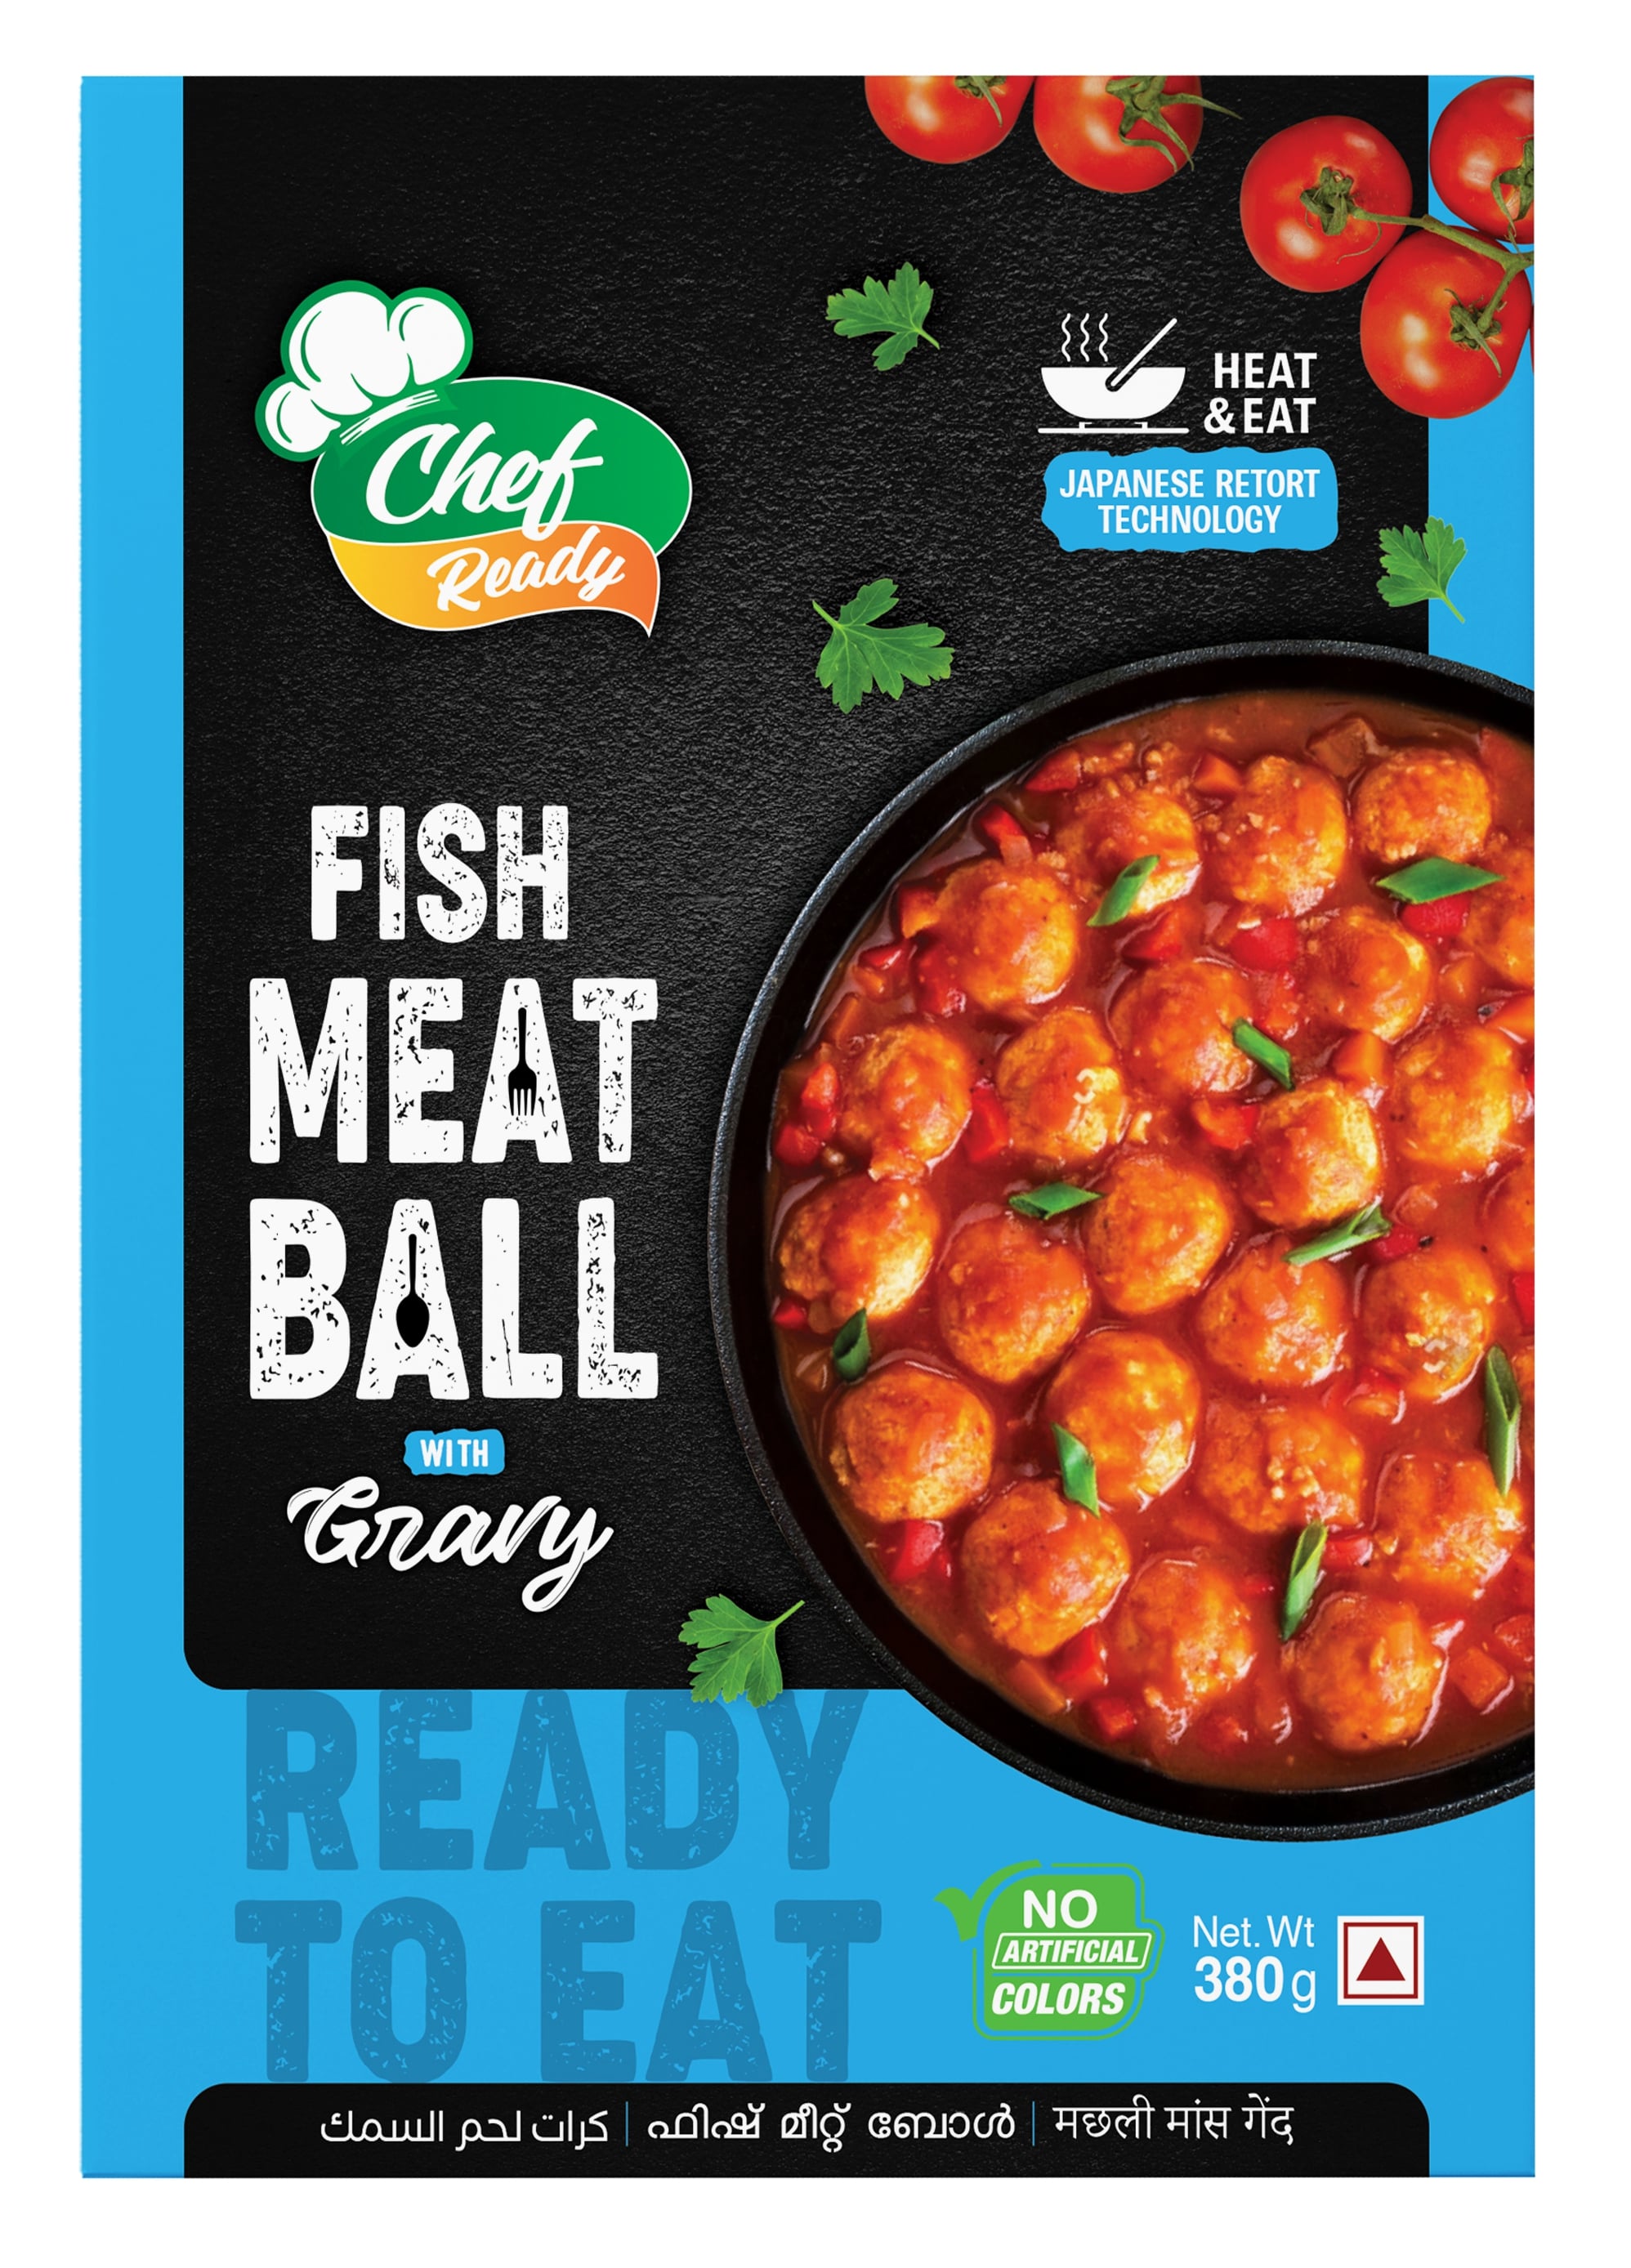 Chef
Ready
HEAT
& EAT
JAPANESE RETORT
TECHNOLOGY
FISH
MEAT
BALL
WITH
Gravy
READY
TO EAT
NO
ARTIFICIAL
COLORS
Net. Wt
380 g
كرات لحم السمك | ഫിഷ് മീറ്റ് ബോൾ | मछली मांस गेंद